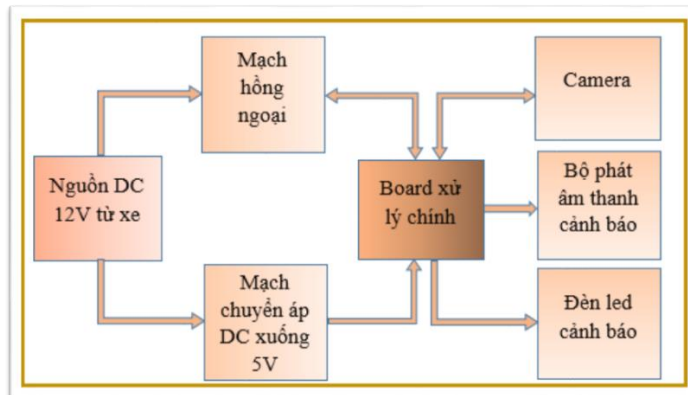 Mạch
hồng
ngoại
Camera
Nguồn DC
12V từ xe
Board xử
lý chính
Bộ phát
âm thanh
cảnh báo
Mạch
chuyển áp
DC xuống
5V
Đèn led
cảnh báo